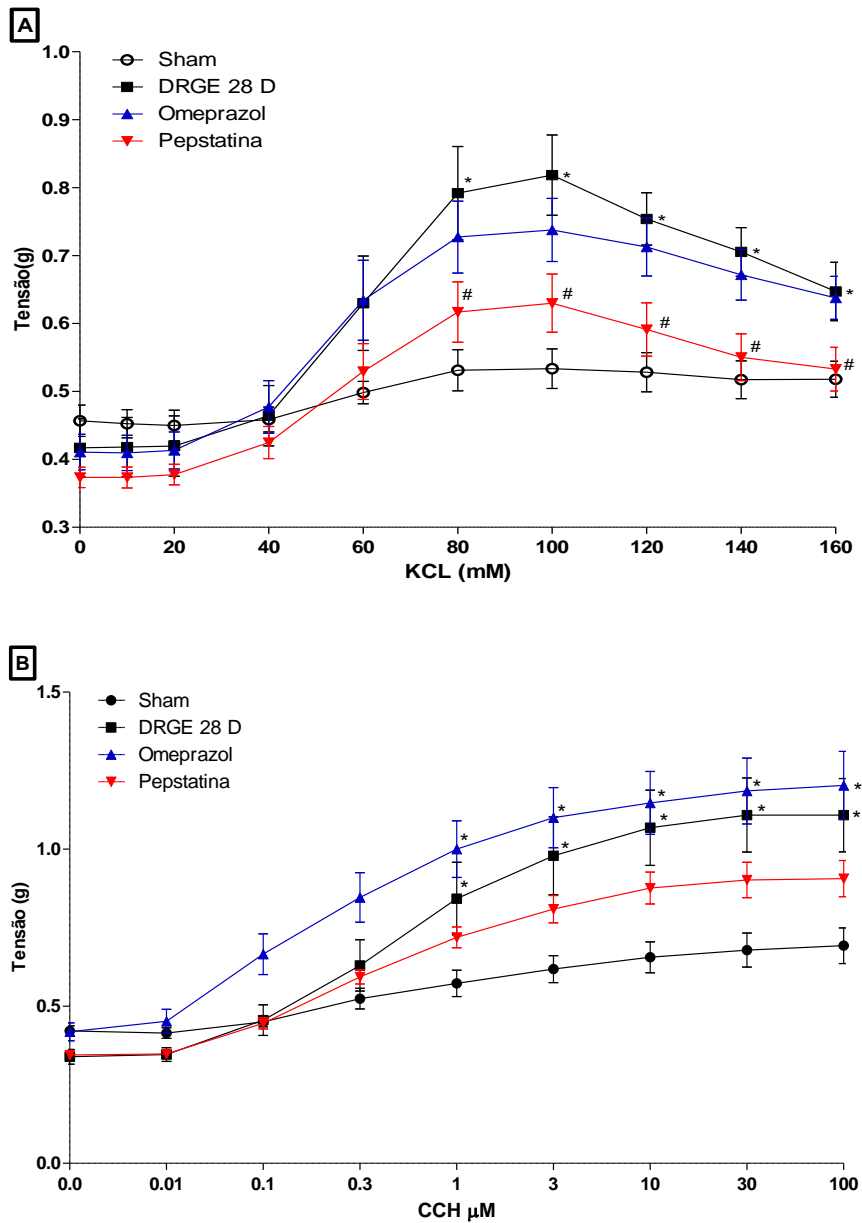 A
Sham
DRGE 28 D
Omeprazol
Pepstatina
1.0
0.9
0.8
0.7
0.6
0.5
0.4
0.3
Tensão(g)
* * * * *
# # # # #
0 20 40 60 80 100 120 140 160
KCL (mM)
B
Sham
DRGE 28 D
Omeprazol
Pepstatina
1.5
1.0
0.5
0.0
Tensão (g)
* * * * *
* * * * *
0.0 0.01 0.1 0.3 1 3 10 30 100
CCH μM